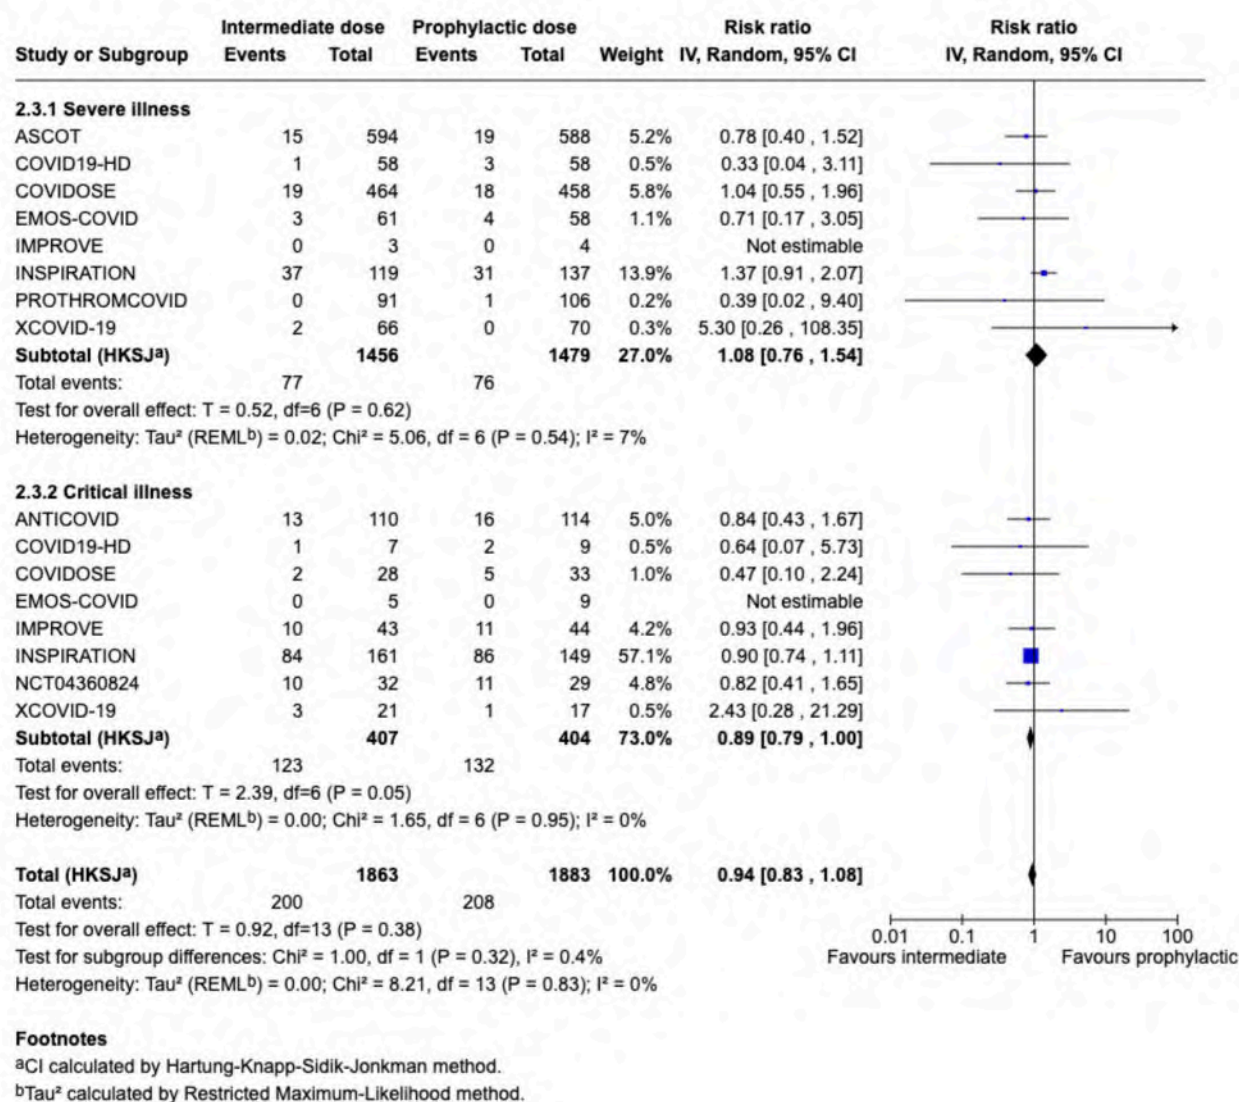 Intermediate dose Prophylactic dose Risk ratio Risk ratio
Study or Subgroup Events Total Events Total Weight IV, Random, 95% CI IV, Random, 95% CI
2.3.1 Severe illness
ASCOT 15 594 19 588 5.2% 0.78 [0.40 , 1.52]
COVID19-HD 1 58 3 58 0.5% 0.33 [0.04 , 3.11]
COVIDOSE 19 464 18 458 5.8% 1.04 [0.55 , 1.96]
EMOS-COVID 3 61 4 58 1.1% 0.71 [0.17 , 3.05]
IMPROVE 0 3 0 4 Not estimable
INSPIRATION 37 119 31 137 13.9% 1.37 [0.91 , 2.07]
PROTHROMCOVID 0 91 1 106 0.2% 0.39 [0.02 , 9.40]
XCOVID-19 2 66 0 70 0.3% 5.30 [0.26 , 108.35]
Subtotal (HKSJᵃ) 1456 1479 27.0% 1.08 [0.76 , 1.54]
Total events: 77 76
Test for overall effect: T = 0.52, df=6 (P = 0.62)
Heterogeneity: Tau² (REMLᵇ) = 0.02; Chi² = 5.06, df = 6 (P = 0.54); I² = 7%
2.3.2 Critical illness
ANTICOVID 13 110 16 114 5.0% 0.84 [0.43 , 1.67]
COVID19-HD 1 7 2 9 0.5% 0.64 [0.07 , 5.73]
COVIDOSE 2 28 5 33 1.0% 0.47 [0.10 , 2.24]
EMOS-COVID 0 5 0 9 Not estimable
IMPROVE 10 43 11 44 4.2% 0.93 [0.44 , 1.96]
INSPIRATION 84 161 86 149 57.1% 0.90 [0.74 , 1.11]
NCT04360824 10 32 11 29 4.8% 0.82 [0.41 , 1.65]
XCOVID-19 3 21 1 17 0.5% 2.43 [0.28 , 21.29]
Subtotal (HKSJᵃ) 407 404 73.0% 0.89 [0.79 , 1.00]
Total events: 123 132
Test for overall effect: T = 2.39, df=6 (P = 0.05)
Heterogeneity: Tau² (REMLᵇ) = 0.00; Chi² = 1.65, df = 6 (P = 0.95); I² = 0%
Total (HKSJᵃ) 1863 1883 100.0% 0.94 [0.83 , 1.08]
Total events: 200 208
Test for overall effect: T = 0.92, df=13 (P = 0.38) 0.01 0.1 1 10 100
Test for subgroup differences: Chi² = 1.00, df = 1 (P = 0.32), I² = 0.4% Favours intermediate Favours prophylactic
Heterogeneity: Tau² (REMLᵇ) = 0.00; Chi² = 8.21, df = 13 (P = 0.83); I² = 0%
Footnotes
ᵃCI calculated by Hartung-Knapp-Sidik-Jonkman method.
ᵇTau² calculated by Restricted Maximum-Likelihood method.